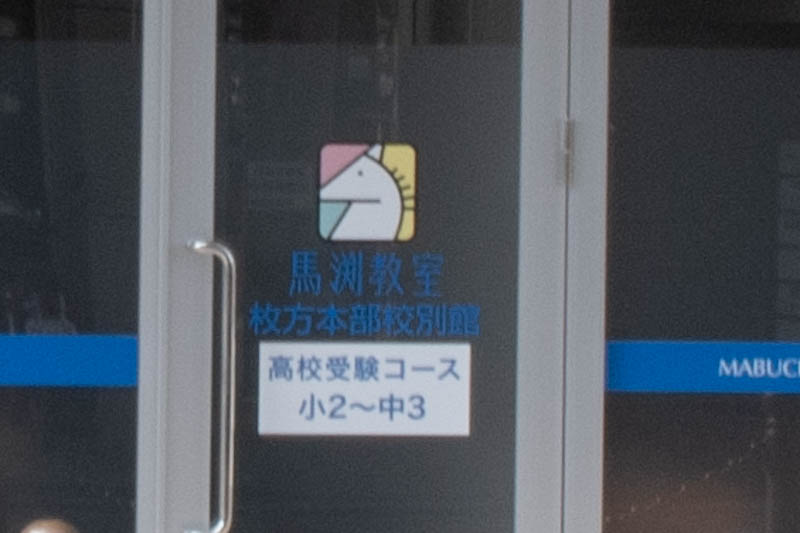 馬渕教室
枚方本部校別館
高校受験コース
小2〜中3
MABUC